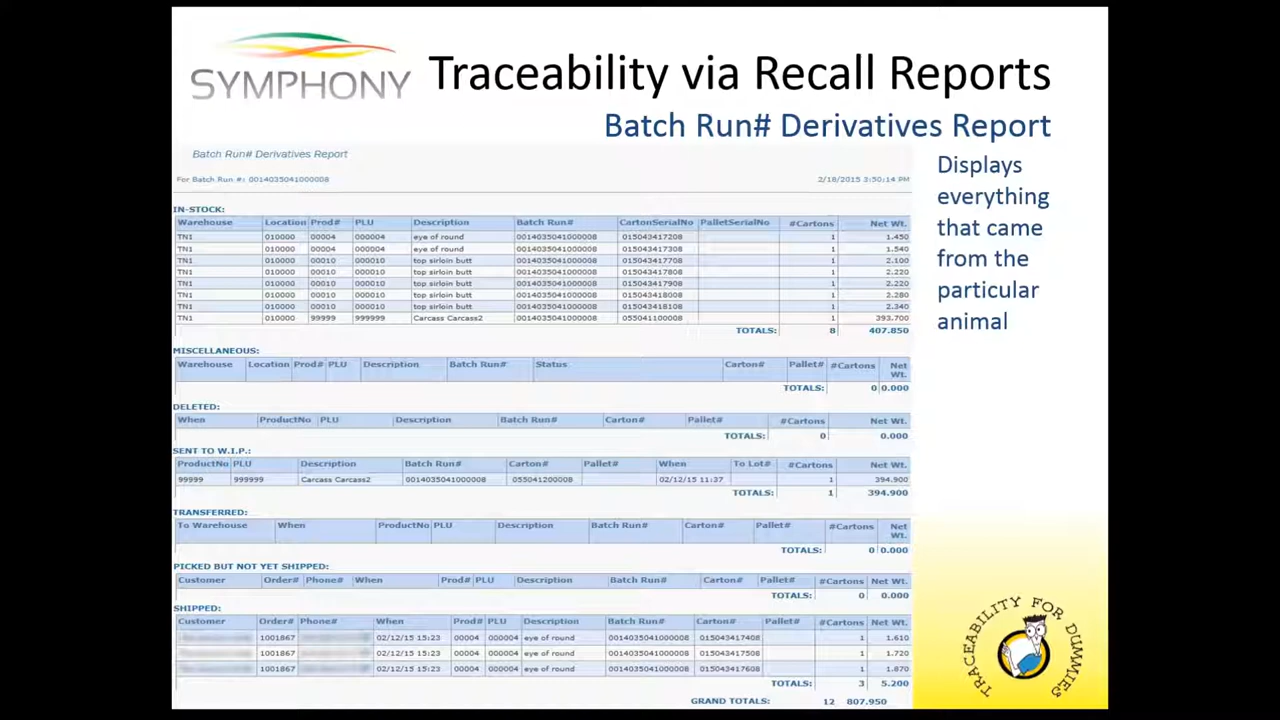 SYMPHONY
Traceability via Recall Reports
Batch Run# Derivatives Report
Displays
everything
that came
from the
particular
animal
Batch Run# Derivatives Report
For Batch Run #: 0014035041000008 2/18/2015 3:50:14 PM
IN-STOCK:
Warehouse Location Prod# PLU Description Batch Run# CartonSerialNo PalletSerialNo #Cartons Net Wt.
TN1 010000 00004 000004 eye of round 0014035041000008 015043417208 1 1.450
TN1 010000 00004 000004 eye of round 0014035041000008 015043417308 1 1.540
TN1 010000 00010 000010 top sirloin butt 0014035041000008 015043417708 1 2.100
TN1 010000 00010 000010 top sirloin butt 0014035041000008 015043417808 1 2.220
TN1 010000 00010 000010 top sirloin butt 0014035041000008 015043417908 1 2.220
TN1 010000 00010 000010 top sirloin butt 0014035041000008 015043418008 1 2.280
TN1 010000 00010 000010 top sirloin butt 0014035041000008 015043418108 1 2.340
TN1 010000 99999 999999 Carcass Carcass2 0014035041000008 055041100008 1 393.700
TOTALS: 8 407.850
MISCELLANEOUS:
Warehouse Location Prod# PLU Description Batch Run# Status Carton# Pallet# #Cartons Net Wt.
TOTALS: 0 0.000
DELETED:
When ProductNo PLU Description Batch Run# Carton# Pallet# #Cartons Net Wt.
TOTALS: 0 0.000
SENT TO W.I.P.:
ProductNo PLU Description Batch Run# Carton# Pallet# When To Lot# #Cartons Net Wt.
99999 999999 Carcass Carcass2 0014035041000008 055041200008 02/12/15 11:37 1 394.900
TOTALS: 1 394.900
TRANSFERRED:
To Warehouse When ProductNo PLU Description Batch Run# Carton# Pallet# #Cartons Net Wt.
TOTALS: 0 0.000
PICKED BUT NOT YET SHIPPED:
Customer Order# Phone# When Prod# PLU Description Batch Run# Carton# Pallet# #Cartons Net Wt.
TOTALS: 0 0.000
SHIPPED:
Customer Order# Phone# When Prod# PLU Description Batch Run# Carton# Pallet# #Cartons Net Wt.
1001867 02/12/15 15:23 00004 000004 eye of round 0014035041000008 015043417408 1 1.610
1001867 02/12/15 15:23 00004 000004 eye of round 0014035041000008 015043417508 1 1.720
1001867 02/12/15 15:23 00004 000004 eye of round 0014035041000008 015043417608 1 1.870
TOTALS: 3 5.200
GRAND TOTALS: 12 807.950
TRACEABILITY FOR DUMMIES